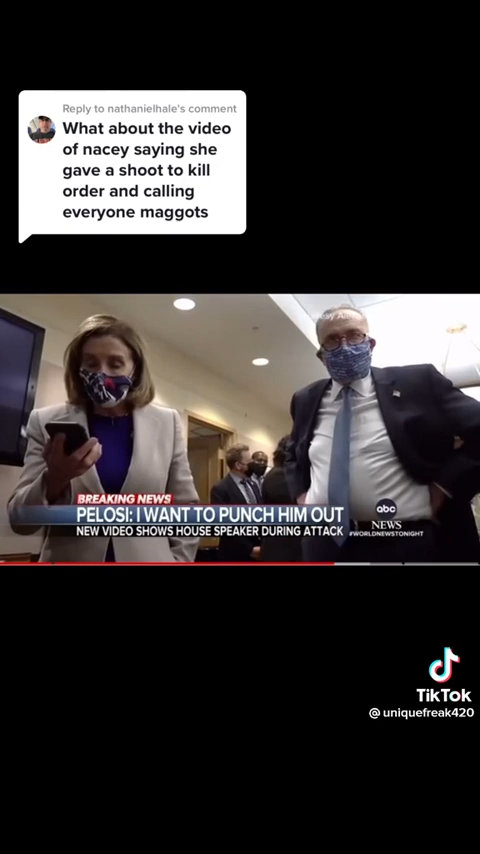 Reply to nathanielhale's comment
What about the video
of nacey saying she
gave a shoot to kill
order and calling
everyone maggots
BREAKING NEWS
PELOSI: I WANT TO PUNCH HIM OUT
NEW VIDEO SHOWS HOUSE SPEAKER DURING ATTACK
abc
NEWS
#WORLDNEWSTONIGHT
TikTok
@uniquefreak420